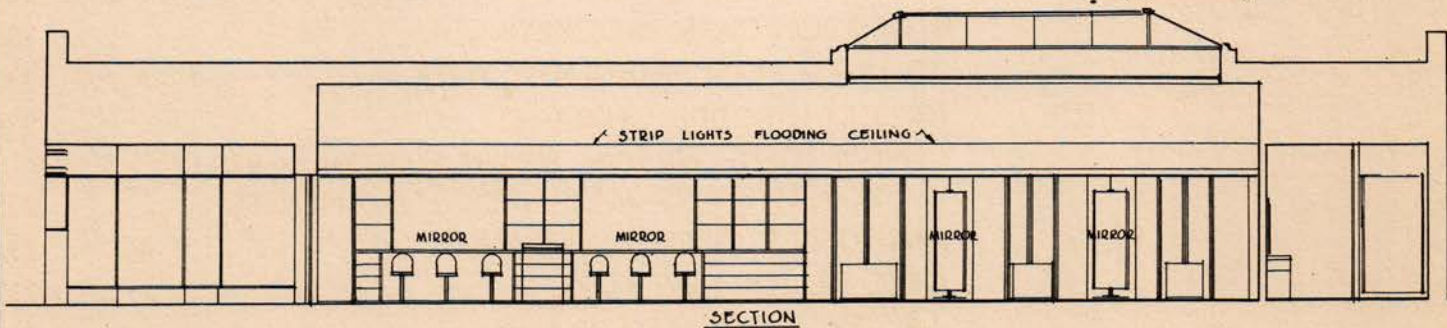 STRIP LIGHTS FLOODING CEILING
MIRROR
MIRROR
MIRROR
MIRROR
SECTION